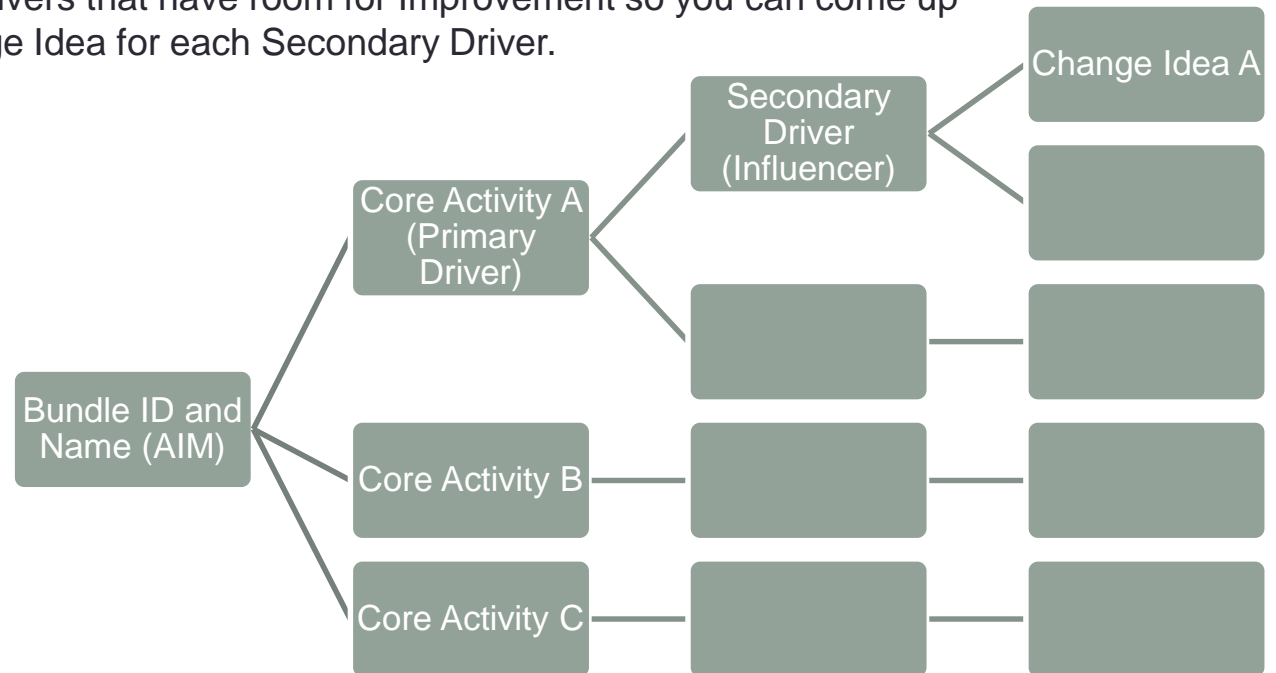 ivers that have room for improvement so you can come up
ge Idea for each Secondary Driver.
Change Idea A
Secondary
Driver
(Influencer)
Core Activity A
(Primary
Driver)
Bundle ID and
Name (AIM)
Core Activity B
Core Activity C